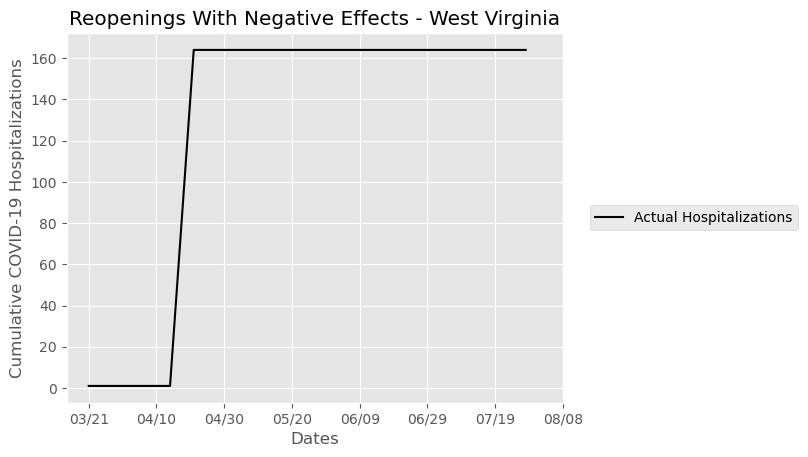 Reopenings With Negative Effects - West Virginia
Cumulative COVID-19 Hospitalizations
160
140
120
100
80
60
40
20
0
03/21 04/10 04/30 05/20 06/09 06/29 07/19 08/08
Dates
Actual Hospitalizations